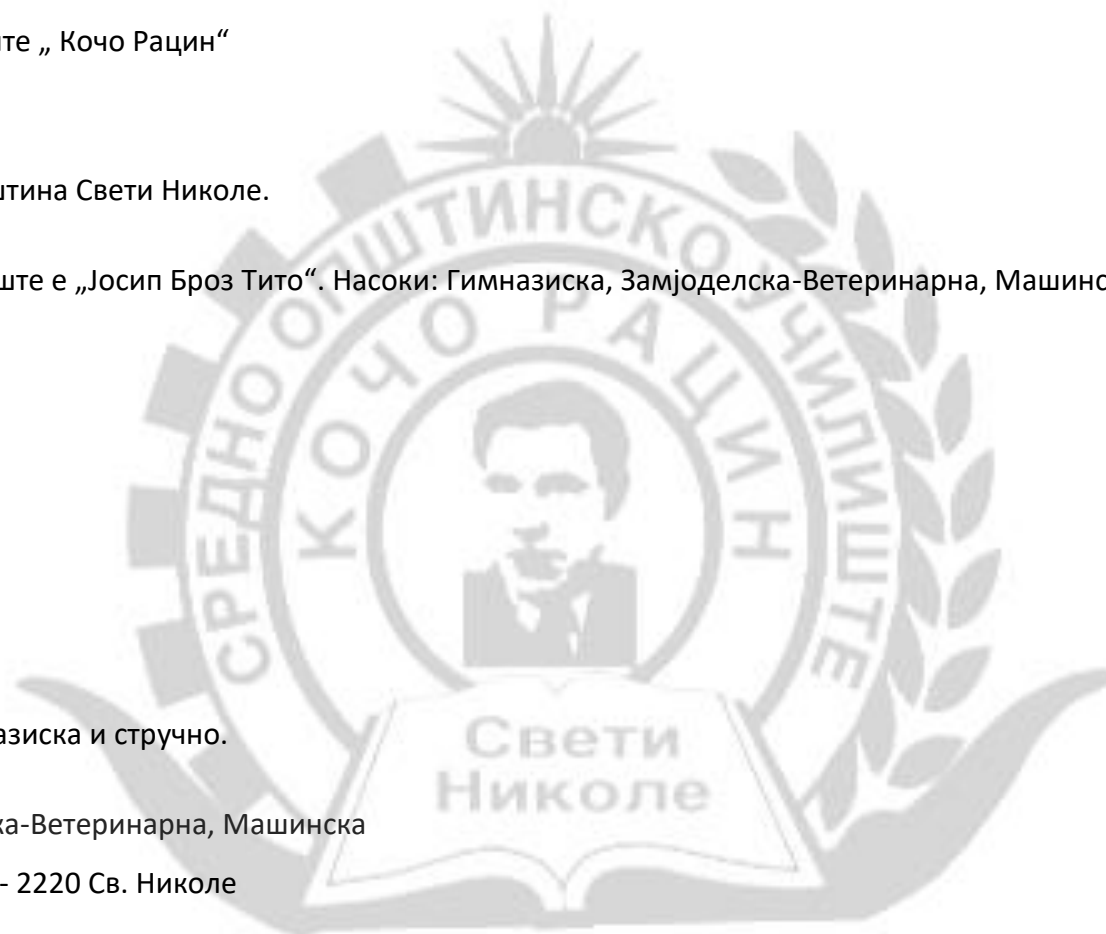 те „ Кочо Рацин“
штина Свети Николе.
ште е „Јосип Броз Тито“. Насоки: Гимназиска, Замјоделска-Ветеринарна, Машинс
СРЕДНО ОПШТИНСКО УЧИЛИШТЕ
КОЧО РАЦИН
азиска и стручно.
Свети
Николе
ка-Ветеринарна, Машинска
- 2220 Св. Николе